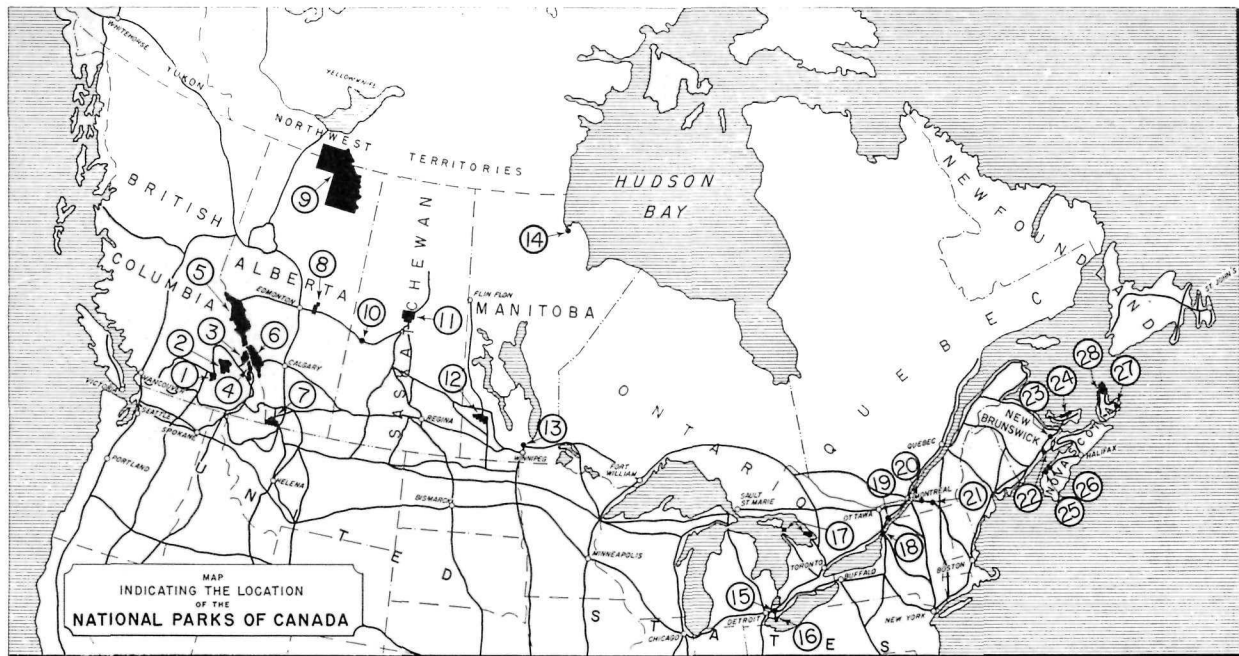 WHITEHORSE
YUKON
YELLOWKNIFE
NORTHWEST TERRITORIES
HUDSON
BAY
NEWFOUNDLAND
ST. JOHN'S
BRITISH
COLUMBIA
ALBERTA
SASKATCHEWAN
MANITOBA
ONTARIO
QUEBEC
NEW
BRUNSWICK
NOVA SCOTIA
9
14
5
8
EDMONTON
10
11
FLIN FLON
3
6
2
1
4
CALGARY
7
12
13
28
27
24
23
VICTORIA
VANCOUVER
SEATTLE
SPOKANE
PORTLAND
HELENA
REGINA
WINNIPEG
FORT
WILLIAM
SAULT
ST MARIE
QUEBEC
HALIFAX
19
20
MONTREAL
21
22
26
25
OTTAWA
17
18
TORONTO
BUFFALO
BOSTON
BISMARCK
MINNEAPOLIS
CHICAGO
DETROIT
NEW YORK
15
16
UNITED STATES
MAP
INDICATING THE LOCATION
OF THE
NATIONAL PARKS OF CANADA